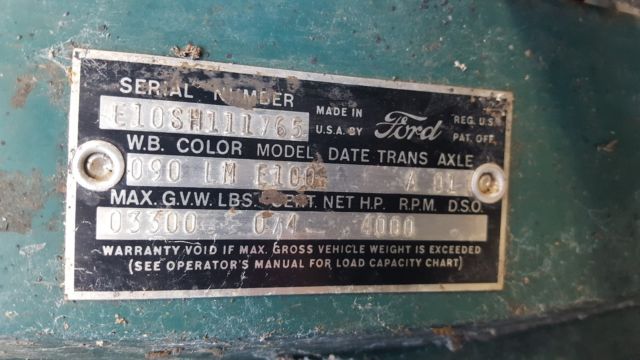 SERIAL NUMBER
E10SH111765
MADE IN
U.S.A. BY
Ford
REG. U.S.
PAT. OFF.
W.B. COLOR MODEL DATE TRANS AXLE
090 LM E100 A 01
MAX. G.V.W. LBS. CERT. NET H.P. R.P.M. D.S.O.
03300 074 4000
WARRANTY VOID IF MAX. GROSS VEHICLE WEIGHT IS EXCEEDED
(SEE OPERATOR'S MANUAL FOR LOAD CAPACITY CHART)